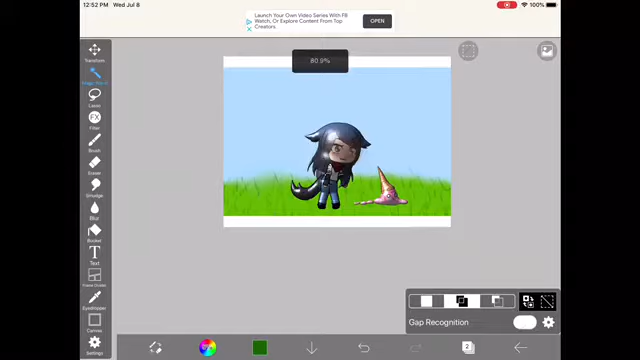 12:52 PM Wed Jul 8
100%
Launch Your Own Video Series With FB
Watch, Or Explore Content From Top
Creators.
OPEN
80.9%
Transform
Lasso
FX
Filter
Brush
Eraser
Smudge
Blur
Bucket
T
Text
Frame Divider
Eyedropper
Canvas
Settings
Gap Recognition
2